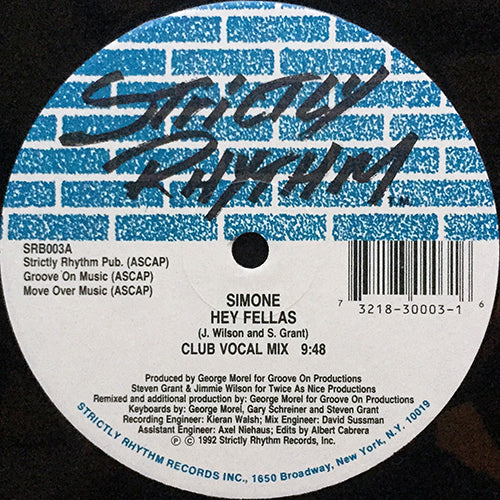 STRICTLY
RHYTHM™
SRB003A
Strictly Rhythm Pub. (ASCAP)
Groove On Music (ASCAP)
Move Over Music (ASCAP)
7 73218-30003-1 6
SIMONE
HEY FELLAS
(J. Wilson and S. Grant)
CLUB VOCAL MIX 9:48
Produced by George Morel for Groove On Productions
Steven Grant & Jimmie Wilson for Twice As Nice Productions
Remixed and additional production by: George Morel for Groove On Productions
Keyboards by: George Morel, Gary Schreiner and Steven Grant
Recording Engineer: Kieran Walsh; Mix Engineer: David Sussman
Assistant Engineer: Axel Niehaus; Edits by Albert Cabrera
℗ © 1992 Strictly Rhythm Records, Inc.
STRICTLY RHYTHM RECORDS INC., 1650 Broadway, New York, N.Y. 10019